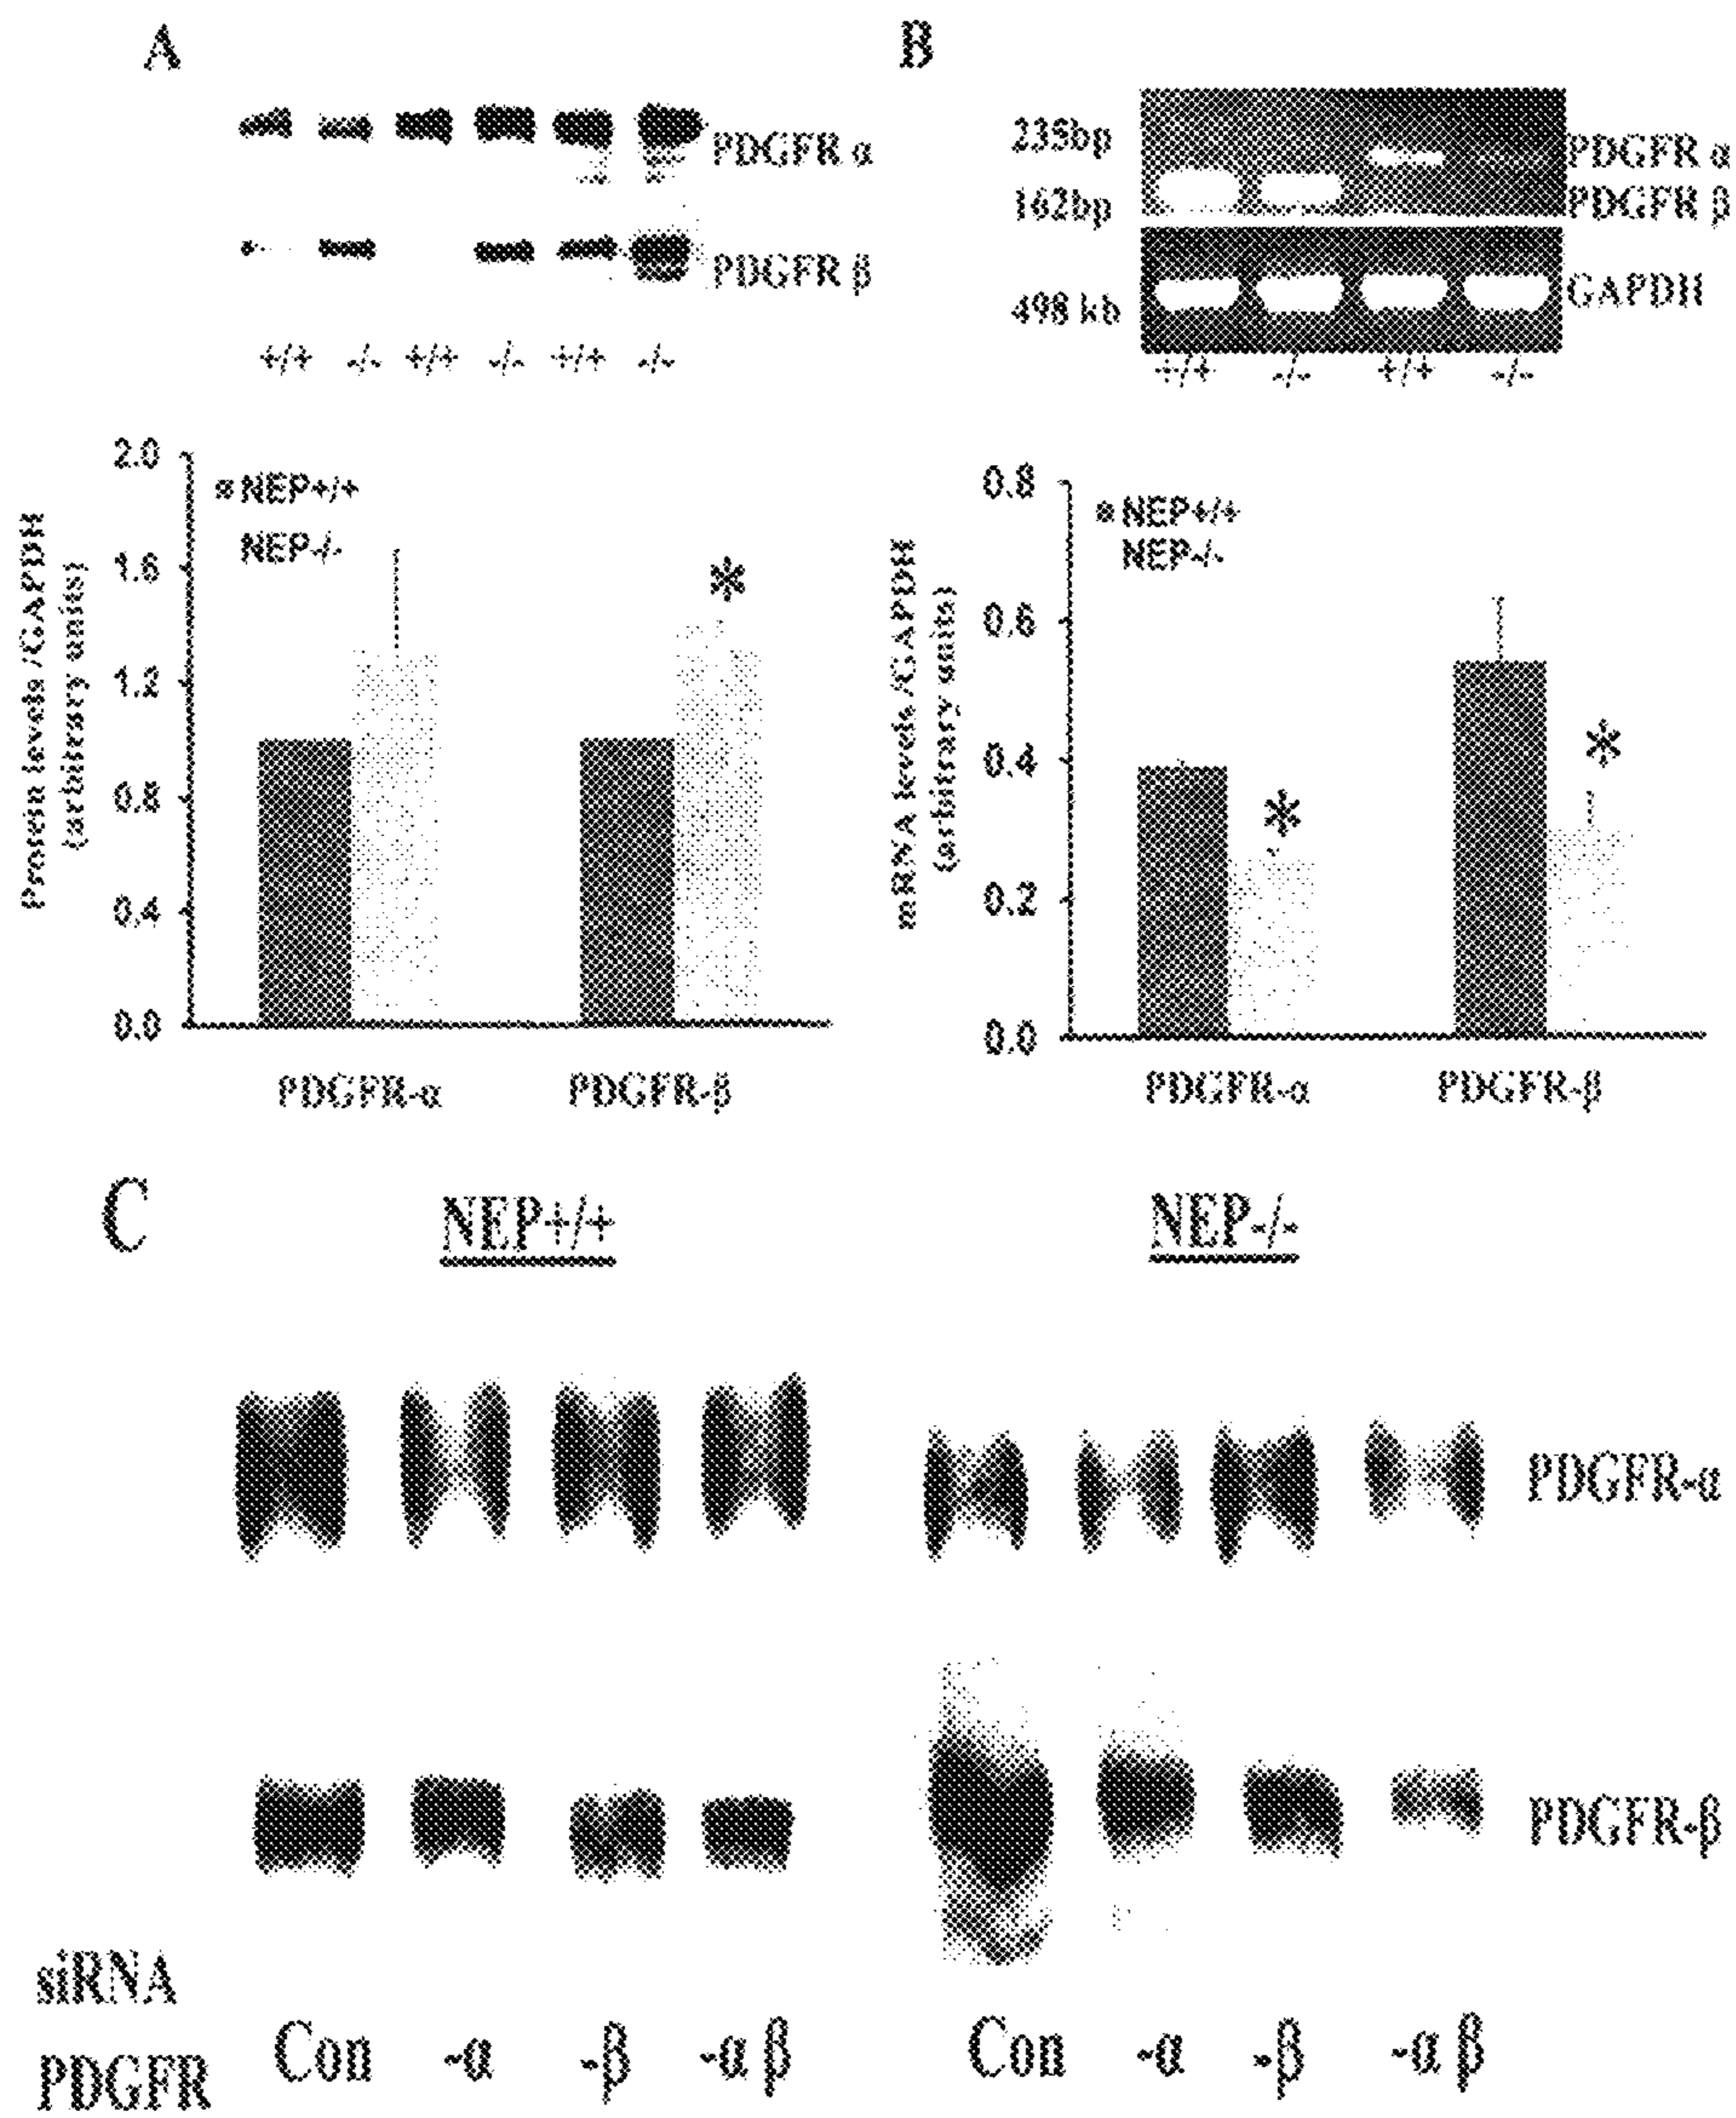 A
PDGFR α
PDGFR β
+/+ -/- +/+ -/- +/+ -/-
2.0
1.6
1.2
0.8
0.4
0.0
Protein levels /GAPDH
(arbitrary units)
NEP+/+
NEP-/-
*
PDGFR-α PDGFR-β
B
235bp
162bp
498 kb
PDGFR α
PDGFR β
GAPDH
+/+ -/- +/+ -/-
0.8
0.6
0.4
0.2
0.0
mRNA levels /GAPDH
(arbitrary units)
NEP+/+
NEP-/-
*
*
PDGFR-α PDGFR-β
C
NEP+/+ NEP-/-
PDGFR-α
PDGFR-β
siRNA
PDGFR
Con -α -β -α β Con -α -β -α β